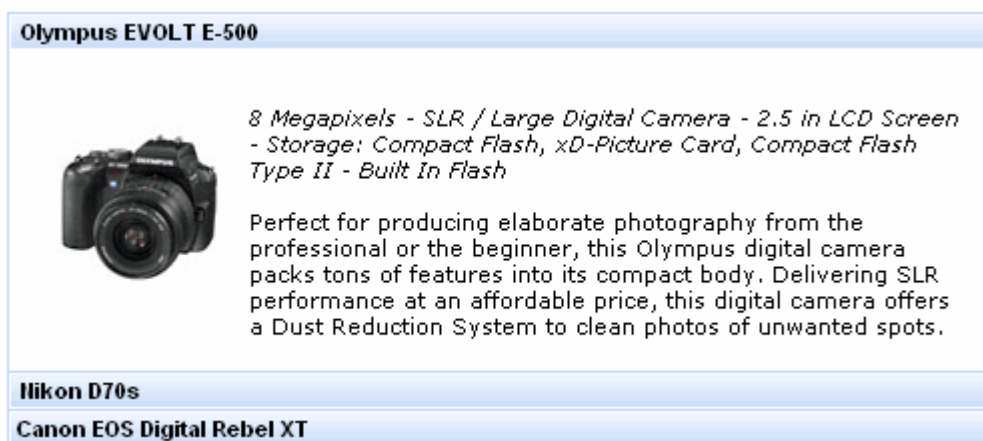 Olympus EVOLT E-500
8 Megapixels - SLR / Large Digital Camera - 2.5 in LCD Screen
- Storage: Compact Flash, xD-Picture Card, Compact Flash
Type II - Built In Flash
OLYMPUS
Perfect for producing elaborate photography from the
professional or the beginner, this Olympus digital camera
packs tons of features into its compact body. Delivering SLR
performance at an affordable price, this digital camera offers
a Dust Reduction System to clean photos of unwanted spots.
Nikon D70s
Canon EOS Digital Rebel XT